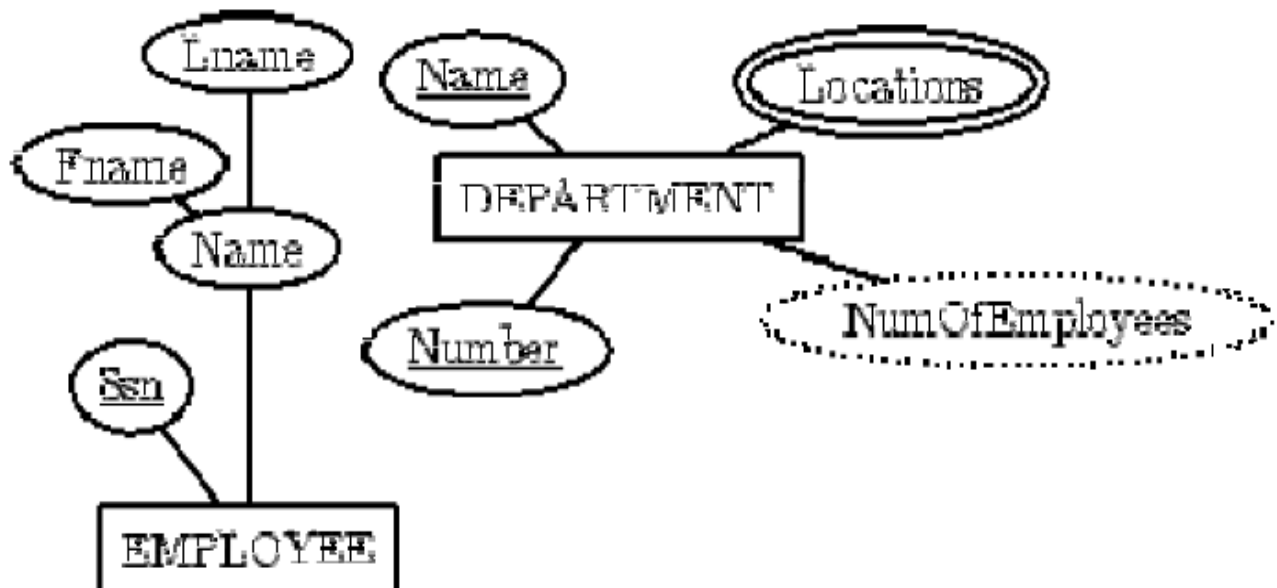 Lname
Name
Locations
Fname
DEPARTMENT
Name
Number
NumOfEmployees
Ssn
EMPLOYEE